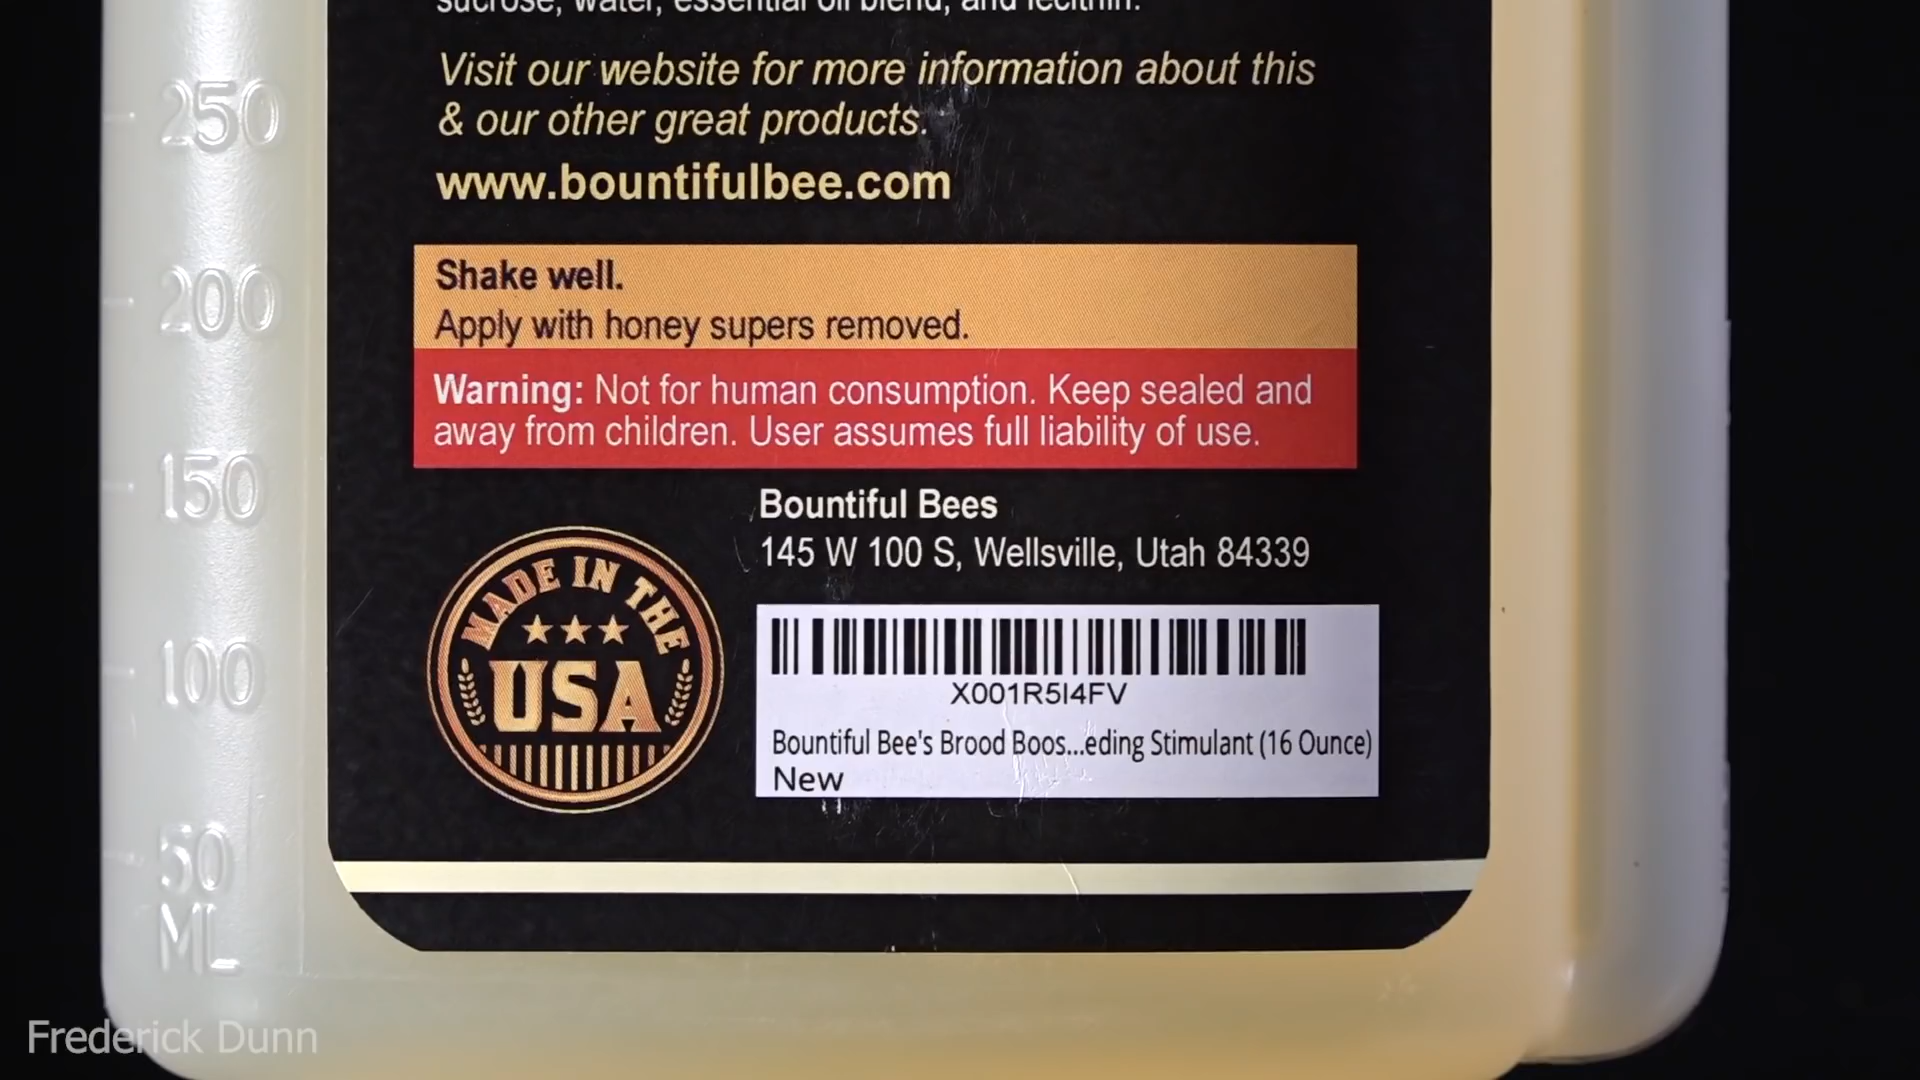 sucrose, water, essential oil blend, and lecithin.
Visit our website for more information about this
& our other great products.
www.bountifulbee.com
Shake well.
Apply with honey supers removed.
Warning: Not for human consumption. Keep sealed and
away from children. User assumes full liability of use.
Bountiful Bees
145 W 100 S, Wellsville, Utah 84339
MADE IN THE
USA
X001R5I4FV
Bountiful Bee's Brood Boos...eding Stimulant (16 Ounce)
New
250
200
150
100
50
ML
Frederick Dunn